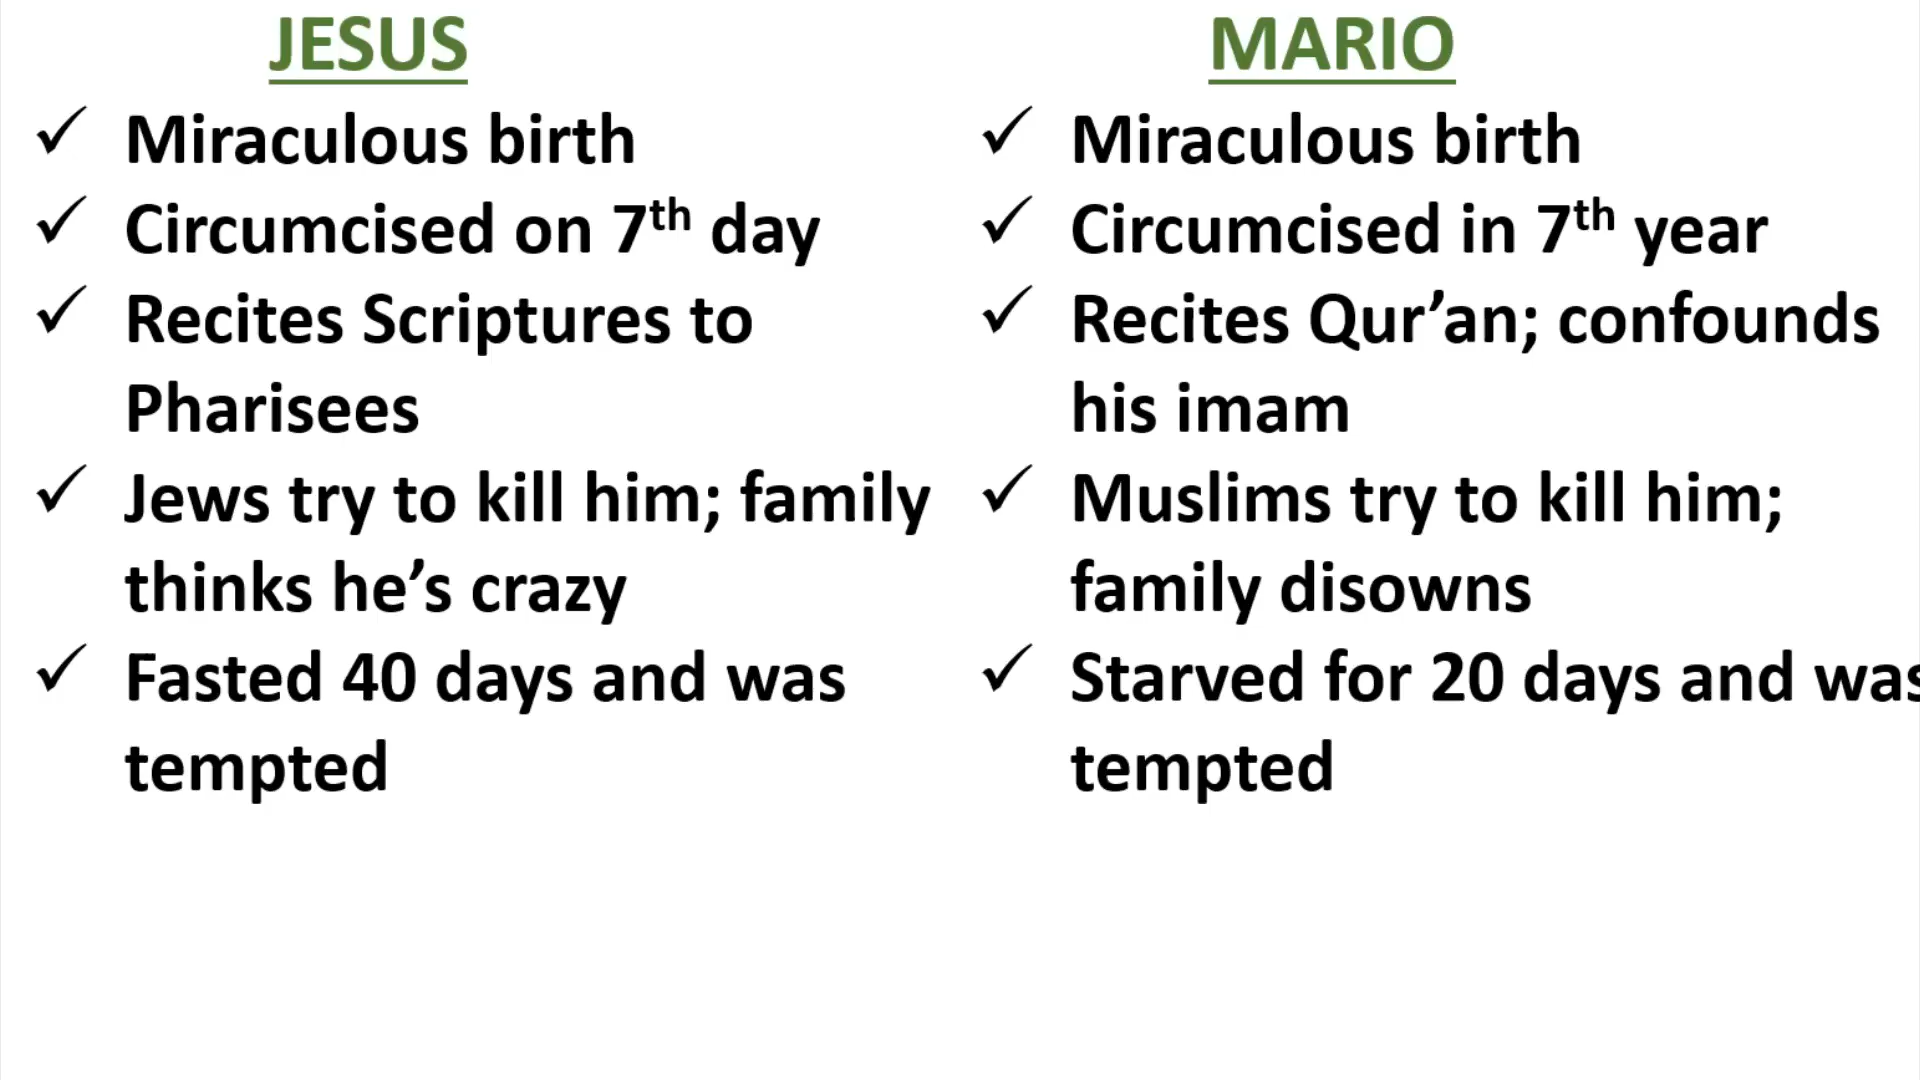 JESUS
✓ Miraculous birth
✓ Circumcised on 7th day
✓ Recites Scriptures to
Pharisees
✓ Jews try to kill him; family
thinks he’s crazy
✓ Fasted 40 days and was
tempted
MARIO
✓ Miraculous birth
✓ Circumcised in 7th year
✓ Recites Qur’an; confounds
his imam
✓ Muslims try to kill him;
family disowns
✓ Starved for 20 days and was
tempted